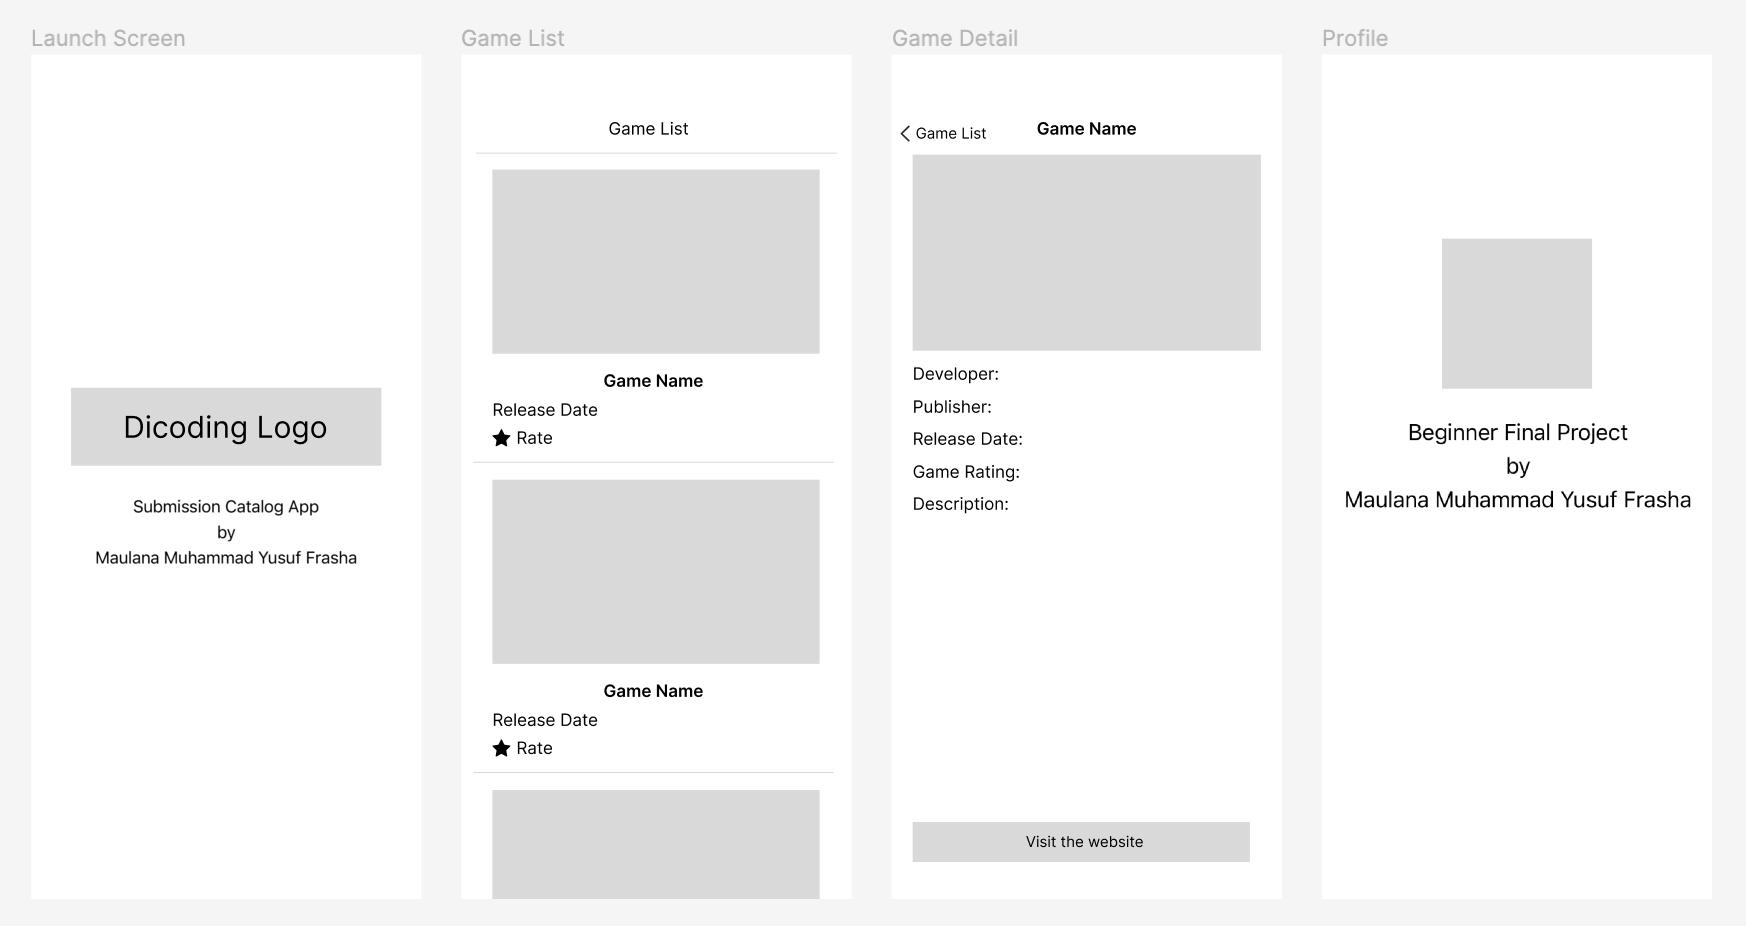 Launch Screen
Dicoding Logo
Submission Catalog App
by
Maulana Muhammad Yusuf Frasha
Game List
Game List
Game Name
Release Date
Rate
Game Name
Release Date
Rate
Game Detail
Game List
Game Name
Developer:
Publisher:
Release Date:
Game Rating:
Description:
Visit the website
Profile
Beginner Final Project
by
Maulana Muhammad Yusuf Frasha